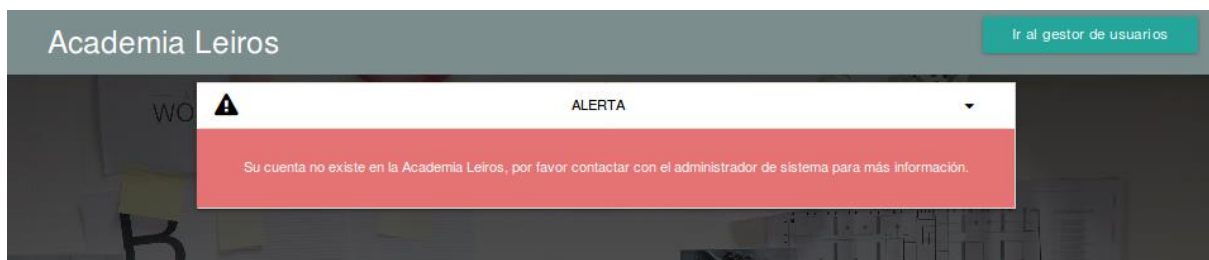 Academia Leiros
Ir al gestor de usuarios
WO
ALERTA
Su cuenta no existe en la Academia Leiros, por favor contactar con el administrador de sistema para más información.
B